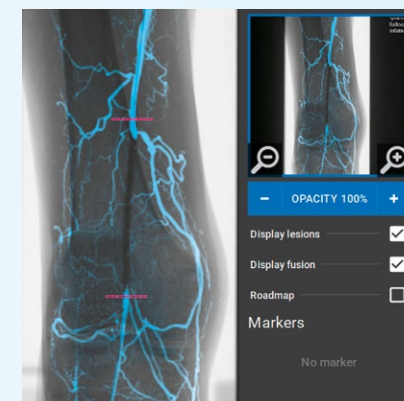 − OPACITY 100% +
Display lesions
Display fusion
Roadmap
Markers
No marker